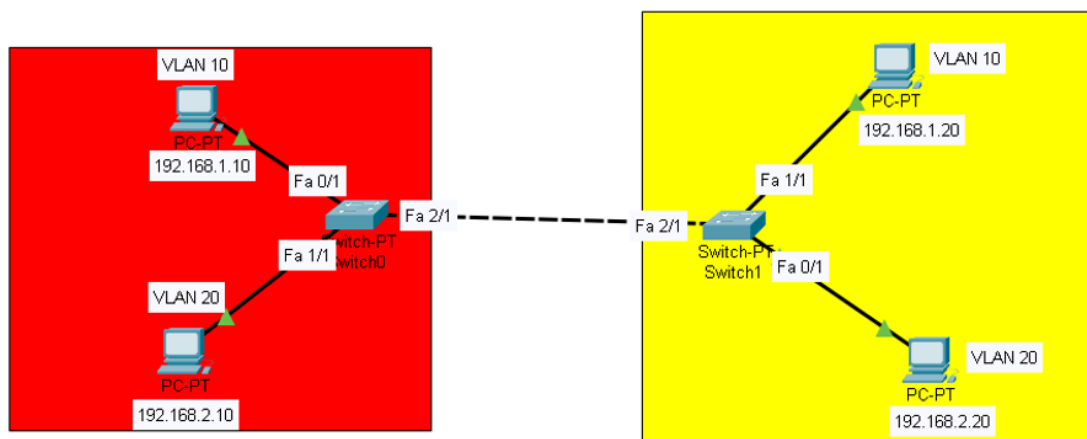 VLAN 10
PC-PT
192.168.1.10
Fa 0/1
Fa 2/1
Switch-PT
Switch0
Fa 1/1
VLAN 20
PC-PT
192.168.2.10
VLAN 10
PC-PT
192.168.1.20
Fa 1/1
Fa 2/1
Switch-PT
Switch1
Fa 0/1
VLAN 20
PC-PT
192.168.2.20